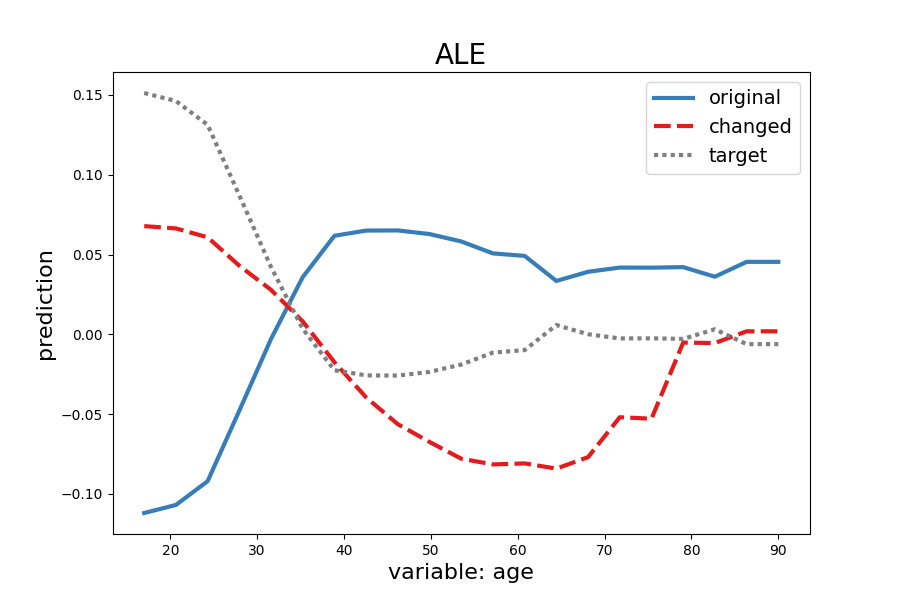 ALE
original
changed
target
prediction
0.15
0.10
0.05
0.00
−0.05
−0.10
20 30 40 50 60 70 80 90
variable: age